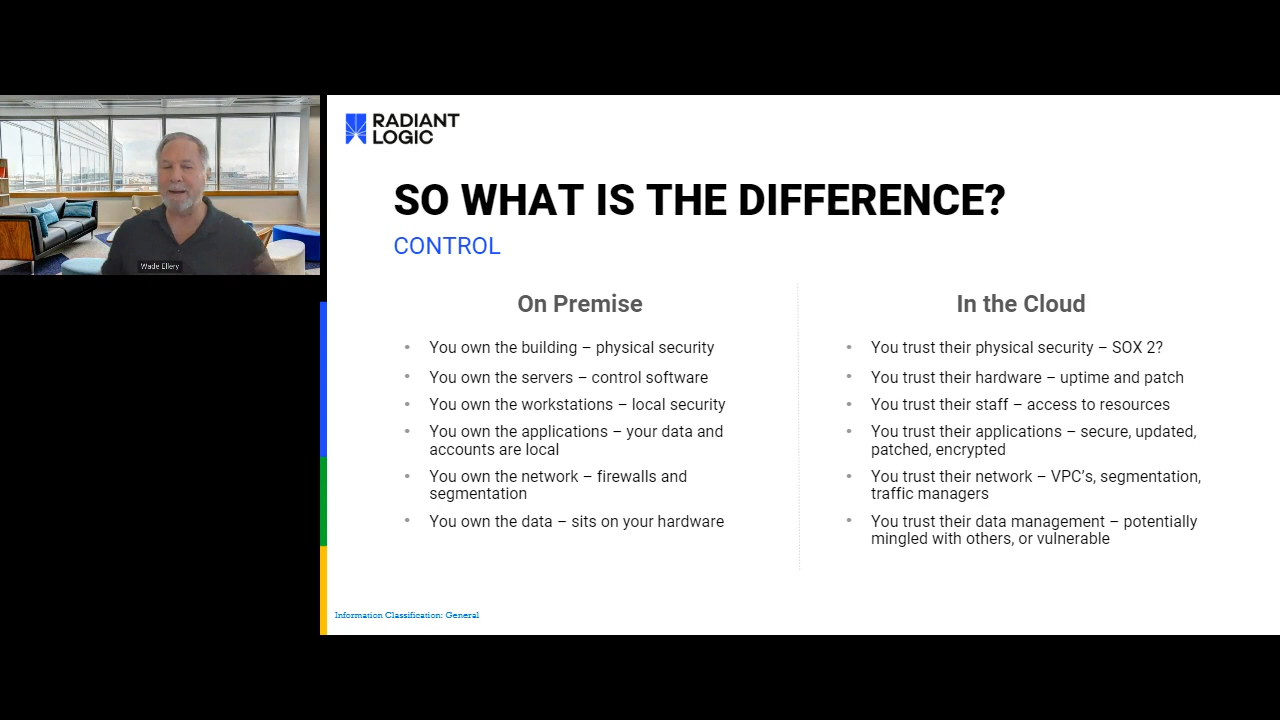 RADIANT
LOGIC
SO WHAT IS THE DIFFERENCE?
CONTROL
On Premise
• You own the building – physical security
• You own the servers – control software
• You own the workstations – local security
• You own the applications – your data and
accounts are local
• You own the network – firewalls and
segmentation
• You own the data – sits on your hardware
In the Cloud
• You trust their physical security – SOX 2?
• You trust their hardware – uptime and patch
• You trust their staff – access to resources
• You trust their applications – secure, updated,
patched, encrypted
• You trust their network – VPC's, segmentation,
traffic managers
• You trust their data management – potentially
mingled with others, or vulnerable
Information Classification: General
Wade Ellery